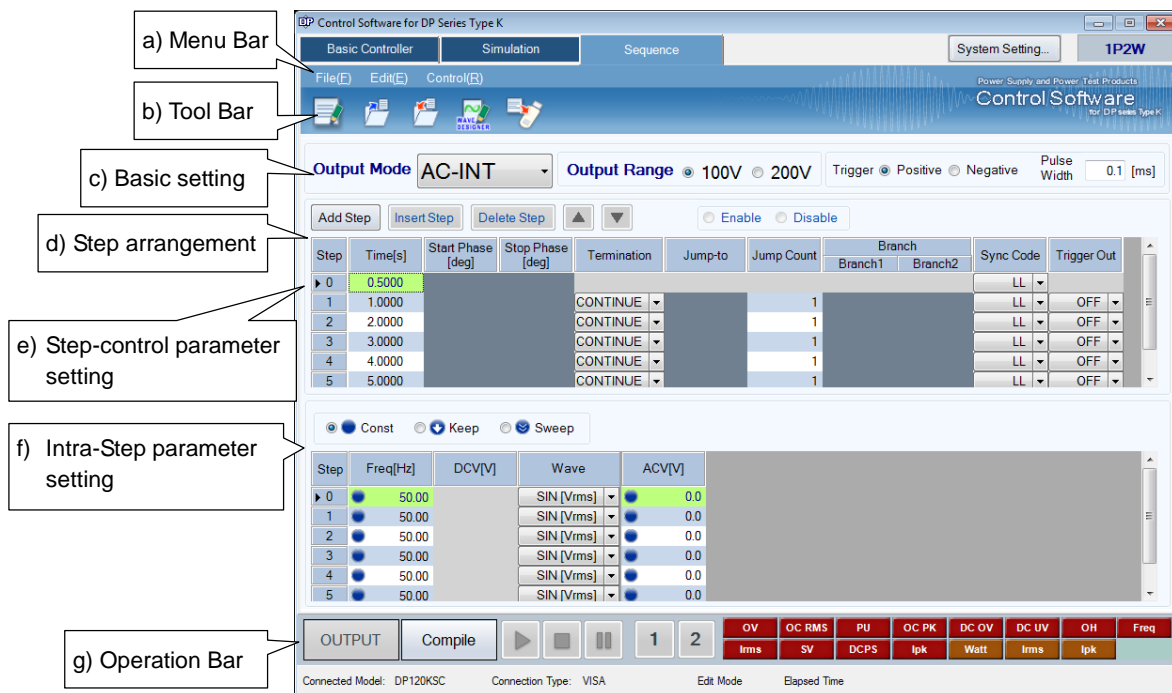 a) Menu Bar
b) Tool Bar
c) Basic setting
d) Step arrangement
e) Step-control parameter
setting
f) Intra-Step parameter
setting
g) Operation Bar
DP Control Software for DP Series Type K
Basic Controller Simulation Sequence System Setting... 1P2W
File(F) Edit(E) Control(R)
Power Supply and Power Test Products
Control Software
for DP series Type K
WAVE
DESIGNER
Output Mode AC-INT Output Range 100V 200V Trigger Positive Negative Pulse Width 0.1 [ms]
Add Step Insert Step Delete Step Enable Disable
Step Time[s] Start Phase [deg] Stop Phase [deg] Termination Jump-to Jump Count Branch Branch1 Branch2 Sync Code Trigger Out
0 0.5000 LL
1 1.0000 CONTINUE 1 LL OFF
2 2.0000 CONTINUE 1 LL OFF
3 3.0000 CONTINUE 1 LL OFF
4 4.0000 CONTINUE 1 LL OFF
5 5.0000 CONTINUE 1 LL OFF
Const Keep Sweep
Step Freq[Hz] DCV[V] Wave ACV[V]
0 50.00 SIN [Vrms] 0.0
1 50.00 SIN [Vrms] 0.0
2 50.00 SIN [Vrms] 0.0
3 50.00 SIN [Vrms] 0.0
4 50.00 SIN [Vrms] 0.0
5 50.00 SIN [Vrms] 0.0
OUTPUT Compile 1 2
OV OC RMS PU OC PK DC OV DC UV OH Freq
Irms SV DCPS Ipk Watt Irms Ipk
Connected Model: DP120KSC Connection Type: VISA Edit Mode Elapsed Time